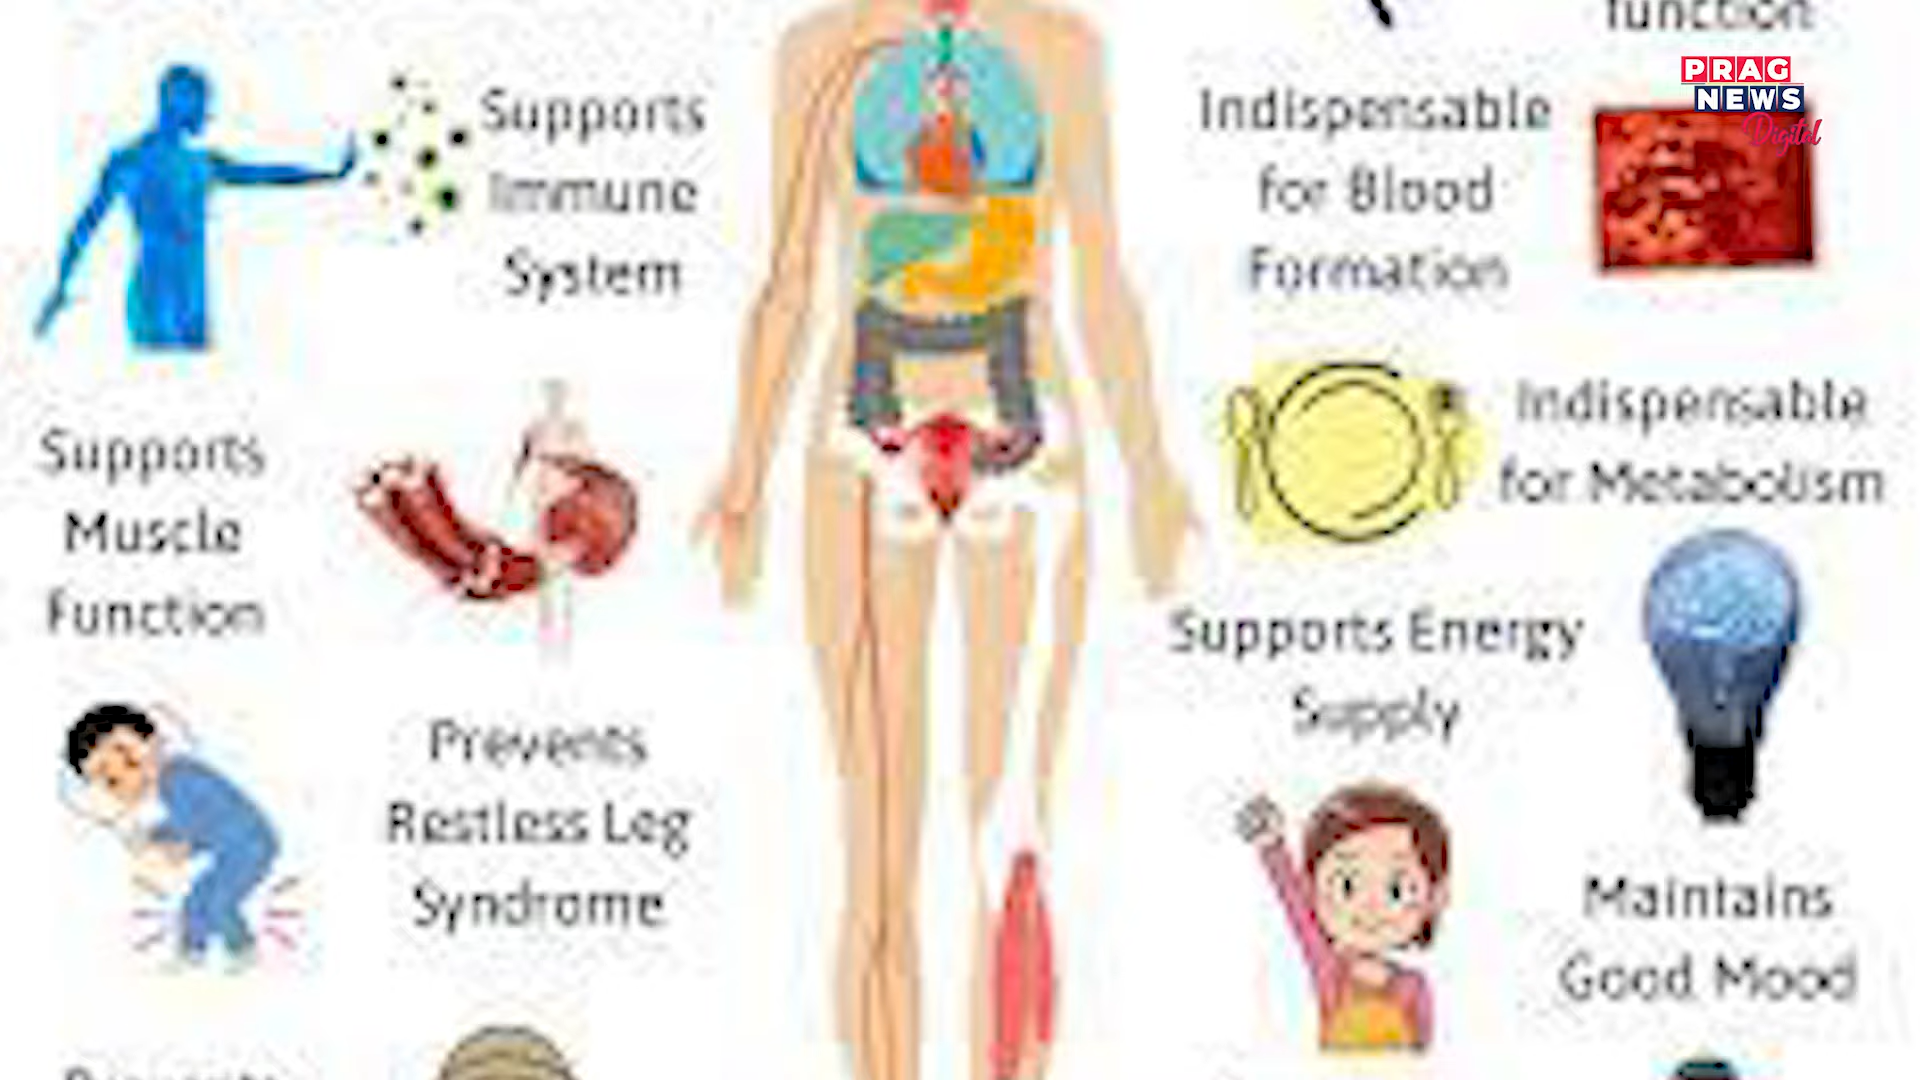 function
PRAG
NEWS
Digital
Supports
Immune
System
Indispensable
for Blood
Formation
Supports
Muscle
Function
Indispensable
for Metabolism
Supports Energy
Supply
Prevents
Restless Leg
Syndrome
Maintains
Good Mood